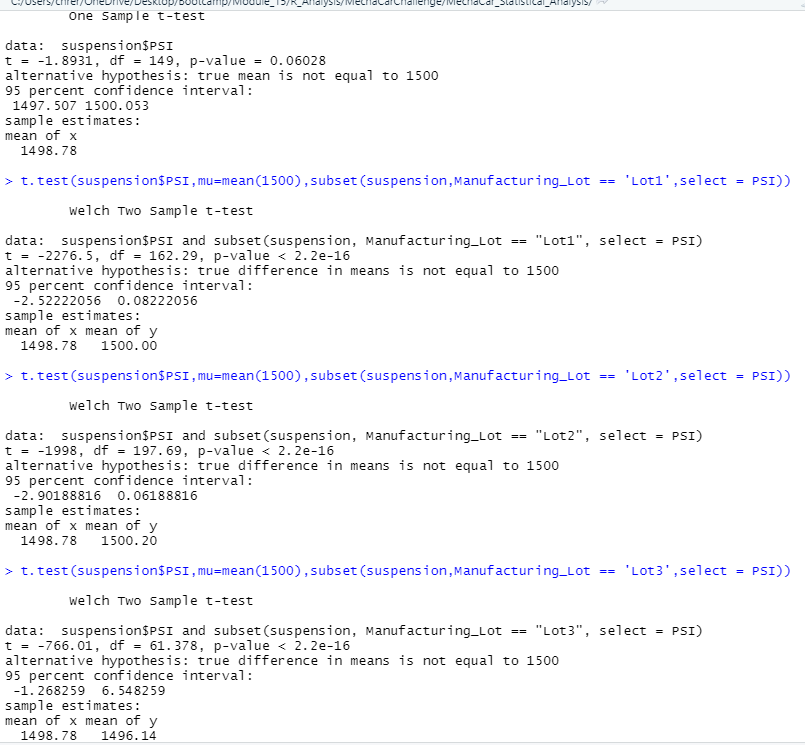 C:/Users/chrer/OneDrive/Desktop/Bootcamp/Module_15/R_Analysis/MechaCarChallenge/MechaCar_Statistical_Analysis/
One Sample t-test
data:  suspension$PSI
t = -1.8931, df = 149, p-value = 0.06028
alternative hypothesis: true mean is not equal to 1500
95 percent confidence interval:
 1497.507 1500.053
sample estimates:
mean of x
  1498.78
> t.test(suspension$PSI,mu=mean(1500),subset(suspension,Manufacturing_Lot == 'Lot1',select = PSI))
Welch Two Sample t-test
data:  suspension$PSI and subset(suspension, Manufacturing_Lot == "Lot1", select = PSI)
t = -2276.5, df = 162.29, p-value < 2.2e-16
alternative hypothesis: true difference in means is not equal to 1500
95 percent confidence interval:
 -2.52222056  0.08222056
sample estimates:
mean of x mean of y
  1498.78   1500.00
> t.test(suspension$PSI,mu=mean(1500),subset(suspension,Manufacturing_Lot == 'Lot2',select = PSI))
Welch Two Sample t-test
data:  suspension$PSI and subset(suspension, Manufacturing_Lot == "Lot2", select = PSI)
t = -1998, df = 197.69, p-value < 2.2e-16
alternative hypothesis: true difference in means is not equal to 1500
95 percent confidence interval:
 -2.90188816  0.06188816
sample estimates:
mean of x mean of y
  1498.78   1500.20
> t.test(suspension$PSI,mu=mean(1500),subset(suspension,Manufacturing_Lot == 'Lot3',select = PSI))
Welch Two Sample t-test
data:  suspension$PSI and subset(suspension, Manufacturing_Lot == "Lot3", select = PSI)
t = -766.01, df = 61.378, p-value < 2.2e-16
alternative hypothesis: true difference in means is not equal to 1500
95 percent confidence interval:
 -1.268259  6.548259
sample estimates:
mean of x mean of y
  1498.78   1496.14